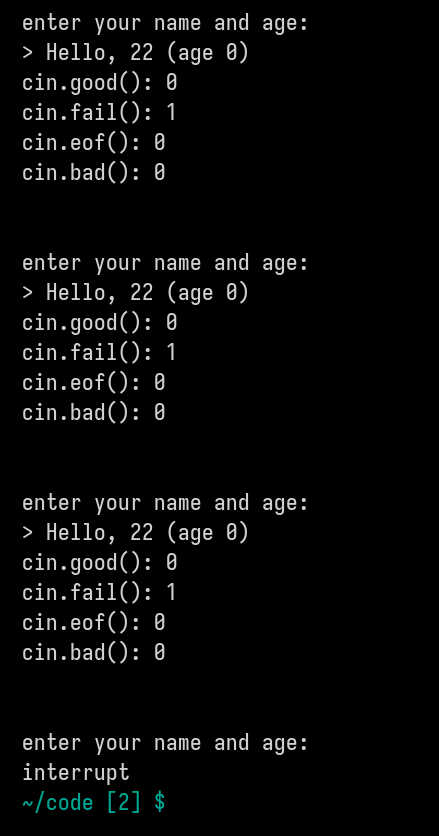 enter your name and age:
> Hello, 22 (age 0)
cin.good(): 0
cin.fail(): 1
cin.eof(): 0
cin.bad(): 0
enter your name and age:
> Hello, 22 (age 0)
cin.good(): 0
cin.fail(): 1
cin.eof(): 0
cin.bad(): 0
enter your name and age:
> Hello, 22 (age 0)
cin.good(): 0
cin.fail(): 1
cin.eof(): 0
cin.bad(): 0
enter your name and age:
interrupt
~/code [2] $